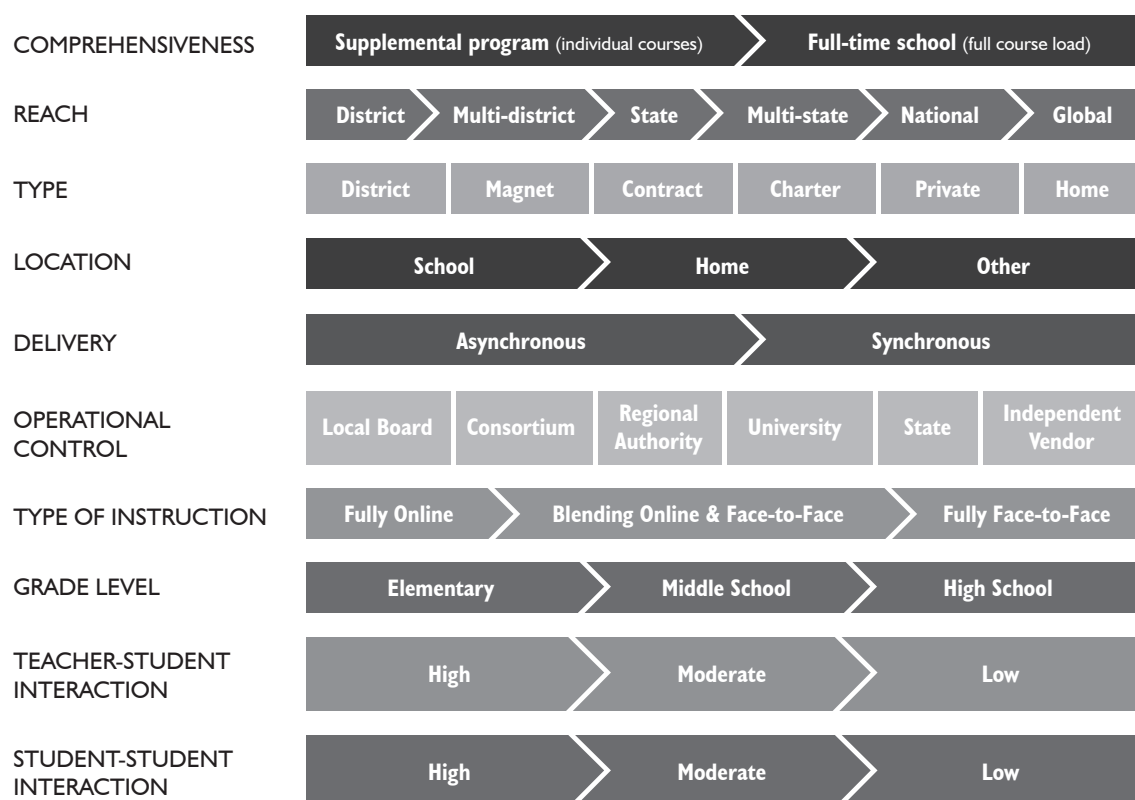 COMPREHENSIVENESS
Supplemental program (individual courses) Full-time school (full course load)
REACH
District Multi-district State Multi-state National Global
TYPE
District Magnet Contract Charter Private Home
LOCATION
School Home Other
DELIVERY
Asynchronous Synchronous
OPERATIONAL
CONTROL
Local Board Consortium Regional
Authority University State Independent
Vendor
TYPE OF INSTRUCTION
Fully Online Blending Online & Face-to-Face Fully Face-to-Face
GRADE LEVEL
Elementary Middle School High School
TEACHER-STUDENT
INTERACTION
High Moderate Low
STUDENT-STUDENT
INTERACTION
High Moderate Low